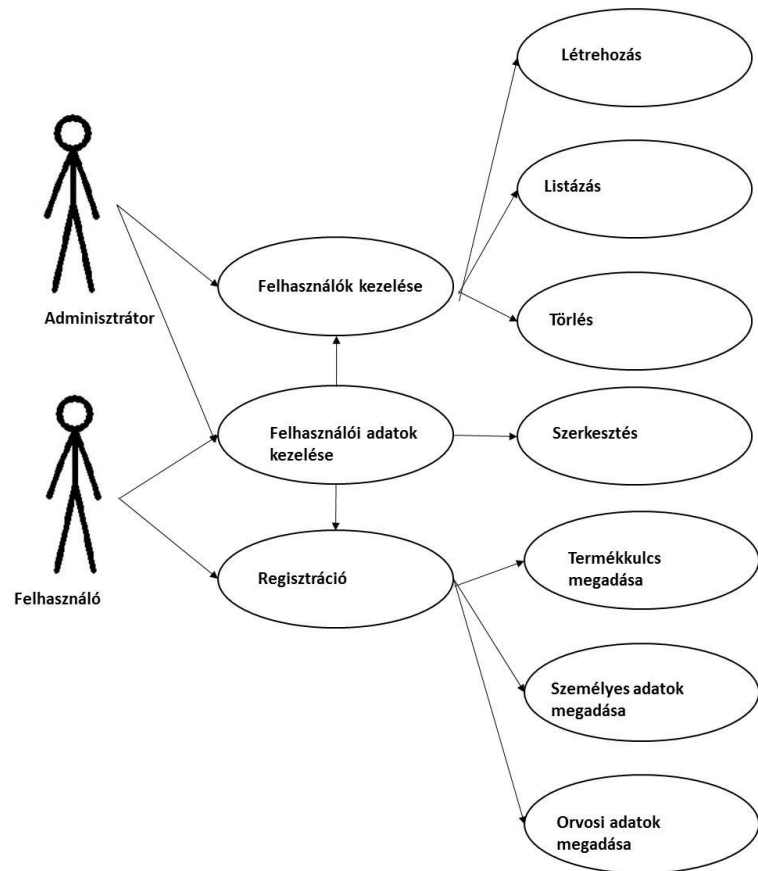 Létrehozás
Listázás
Adminisztrátor
Felhasználók kezelése
Törlés
Felhasználói adatok
kezelése
Szerkesztés
Felhasználó
Regisztráció
Termékkulcs
megadása
Személyes adatok
megadása
Orvosi adatok
megadása